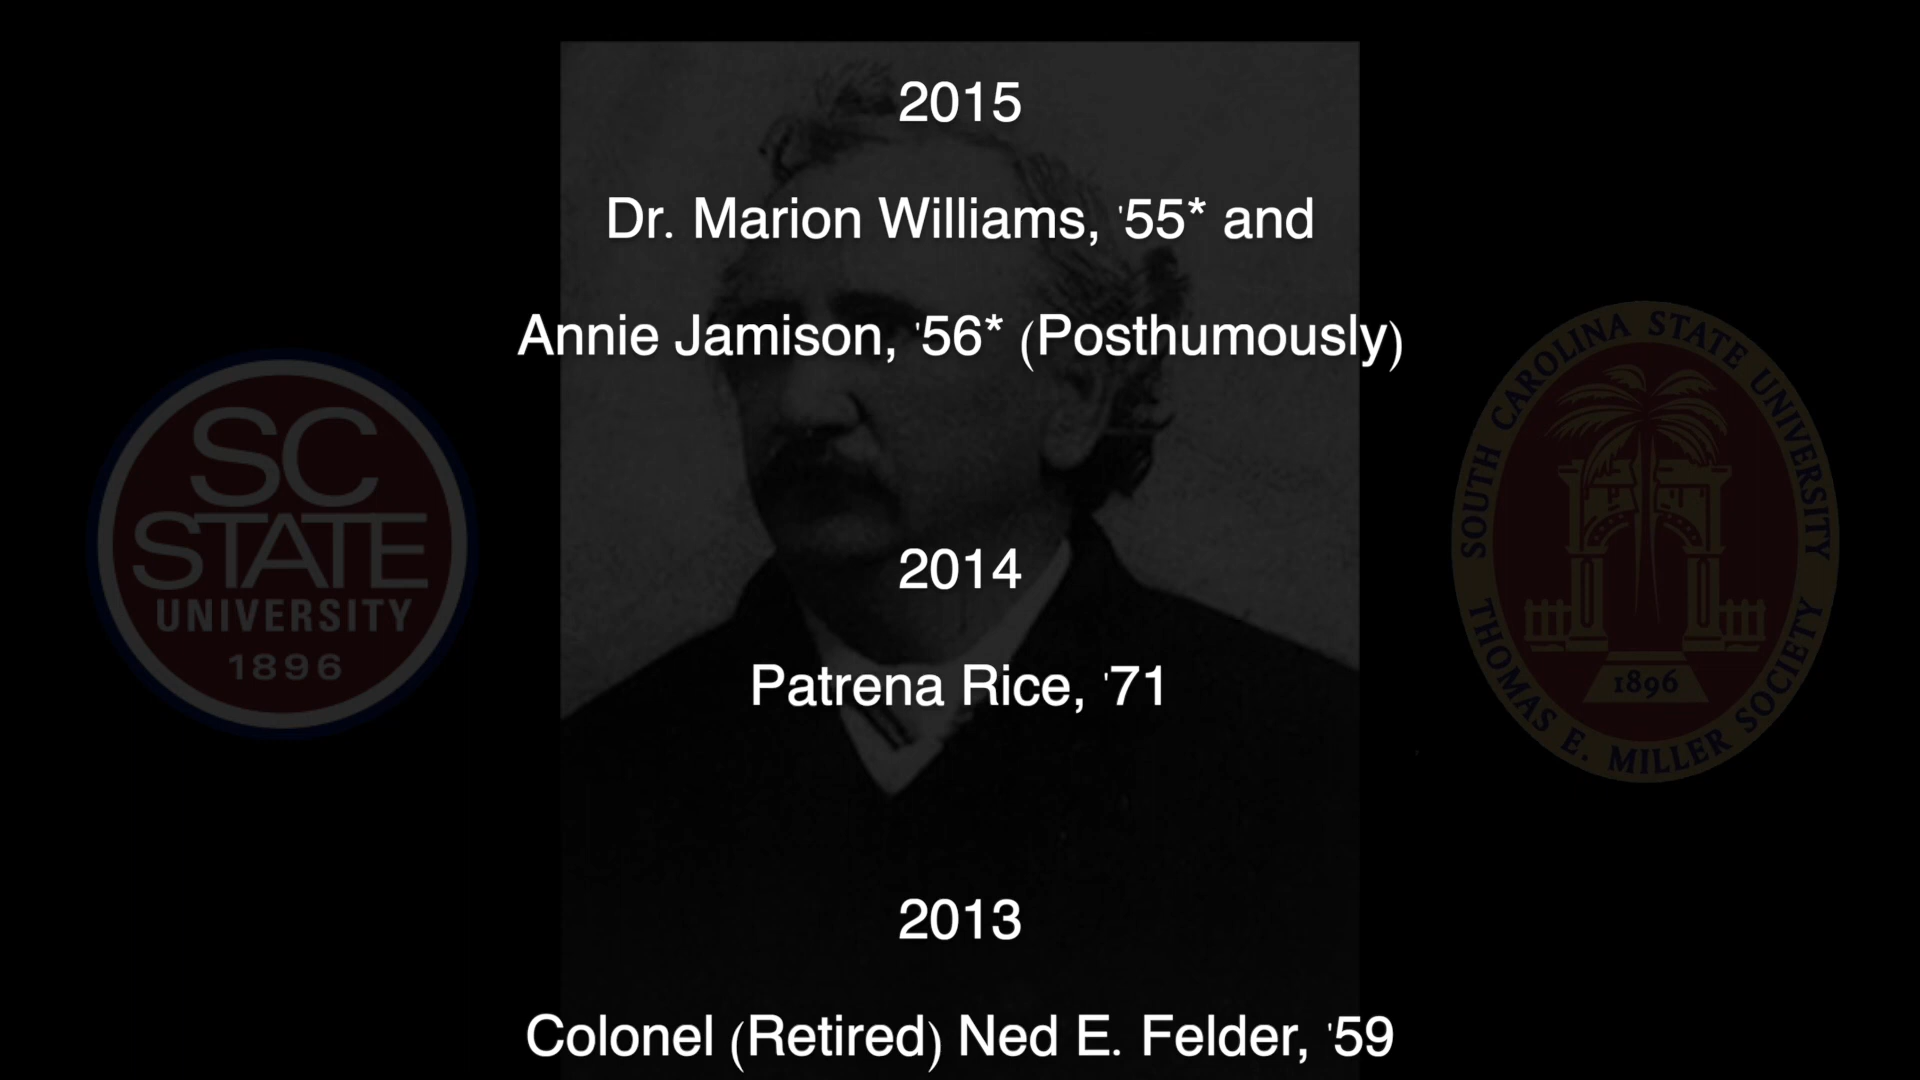 2015
Dr. Marion Williams, '55* and
Annie Jamison, '56* (Posthumously)
2014
Patrena Rice, '71
2013
Colonel (Retired) Ned E. Felder, '59
SC
STATE
UNIVERSITY
1896
SOUTH CAROLINA STATE UNIVERSITY
1896
THOMAS E. MILLER SOCIETY